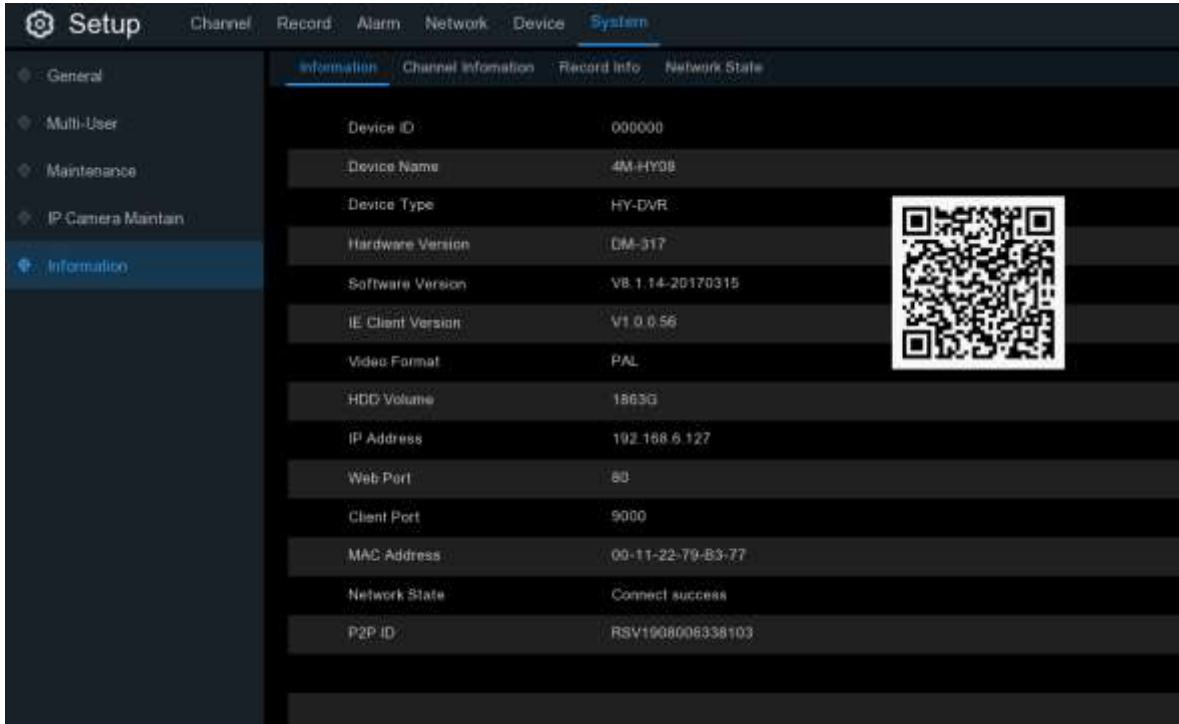 Setup Channel Record Alarm Network Device System
Information Channel Infomation Record Info Network State
General
Multi-User
Maintenance
IP Camera Maintain
Information
Device ID 000000
Device Name 4M-HY08
Device Type HY-DVR
Hardware Version DM-317
Software Version V8.1.14-20170315
IE Client Version V1.0.0.56
Video Format PAL
HDD Volume 1863G
IP Address 192.168.6.127
Web Port 80
Client Port 9000
MAC Address 00-11-22-79-B3-77
Network State Connect success
P2P ID RSV1908006338103